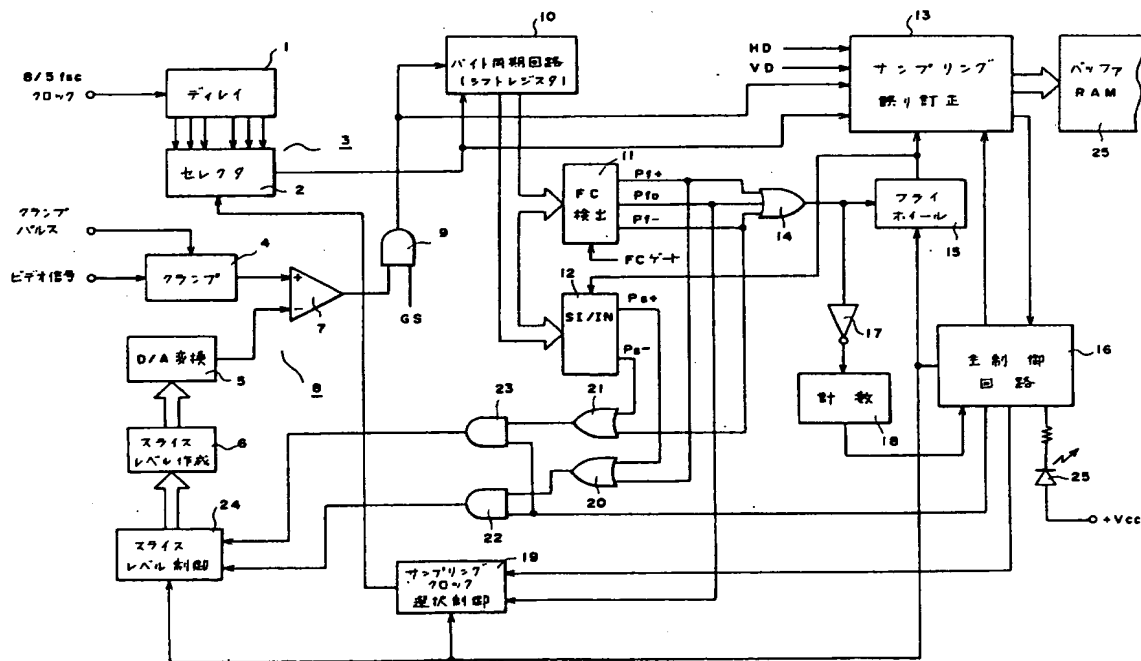 8/5 fsc
クロック
1
ディレイ
3
セレクタ
2
クランプ
パルス
ビデオ信号
4
クランプ
+
-
7
8
D/A変換
5
スライス
レベル作成
6
24
スライス
レベル制御
9
GS
10
バイト同期回路
(シフトレジスタ)
11
FC
検出
Pf+
Pfo
Pf-
FCゲート
12
SI/IN
Ps+
Ps-
14
HD
VD
13
サンプリング
誤り訂正
バッファ
RAM
25
フライ
ホイール
15
17
計数
18
主制御
回路
16
25
+Vcc
23
21
22
20
19
サンプリング
クロック
選択制御